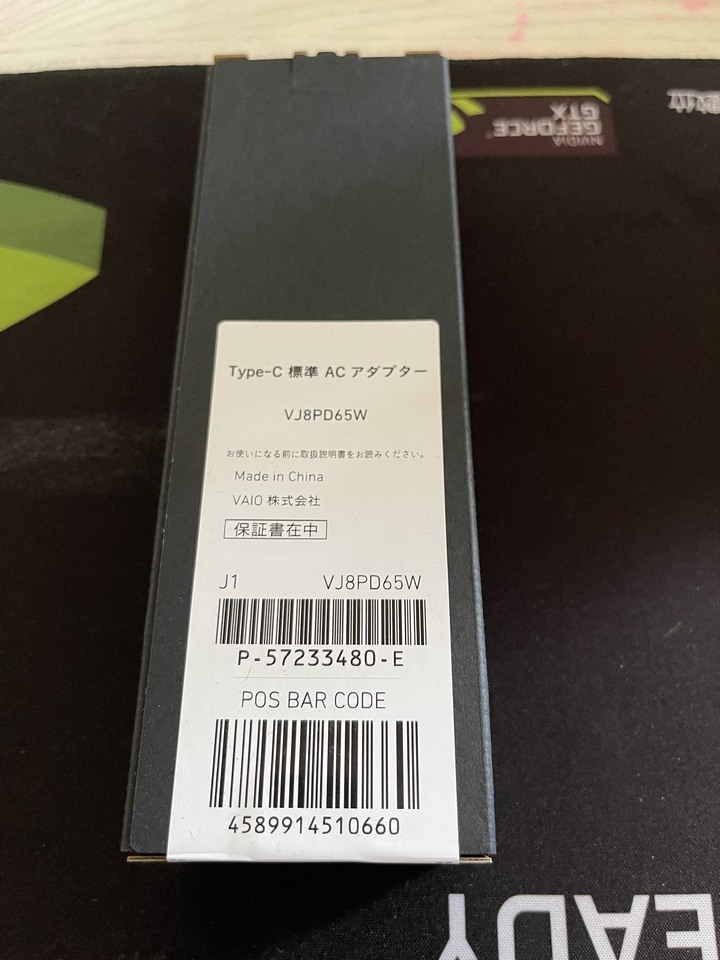 NVIDIA
GEFORCE
GTX
Type-C 標準 AC アダプター
VJ8PD65W
お使いになる前に取扱説明書をお読みください。
Made in China
VAIO 株式会社
保証書在中
J1 VJ8PD65W
P-57233480-E
POS BAR CODE
4589914510660
EADY